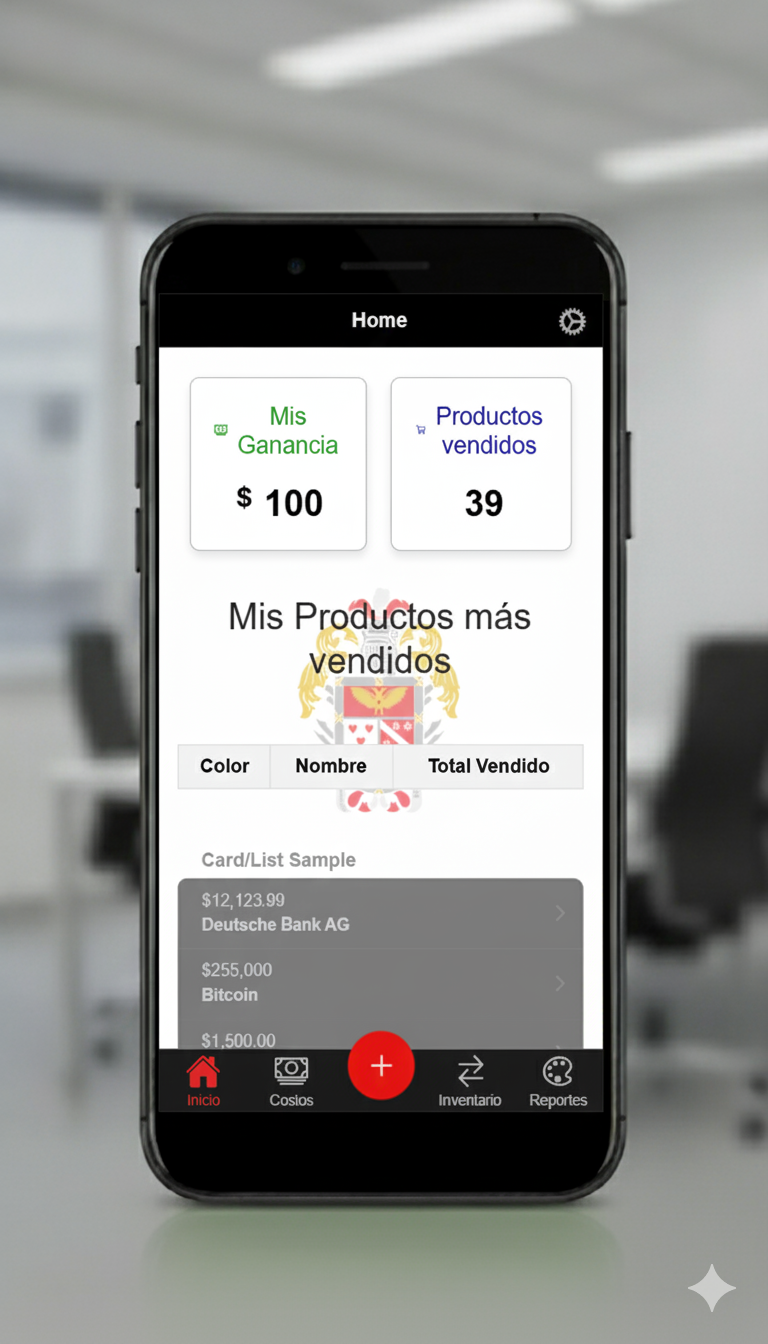 Home
Mis
Ganancia
$ 100
Productos
vendidos
39
Mis Productos más
vendidos
Color Nombre Total Vendido
Card/List Sample
$12,123.99
Deutsche Bank AG
$255,000
Bitcoin
$1,500.00
Inicio Cosios + Inventario Reportes